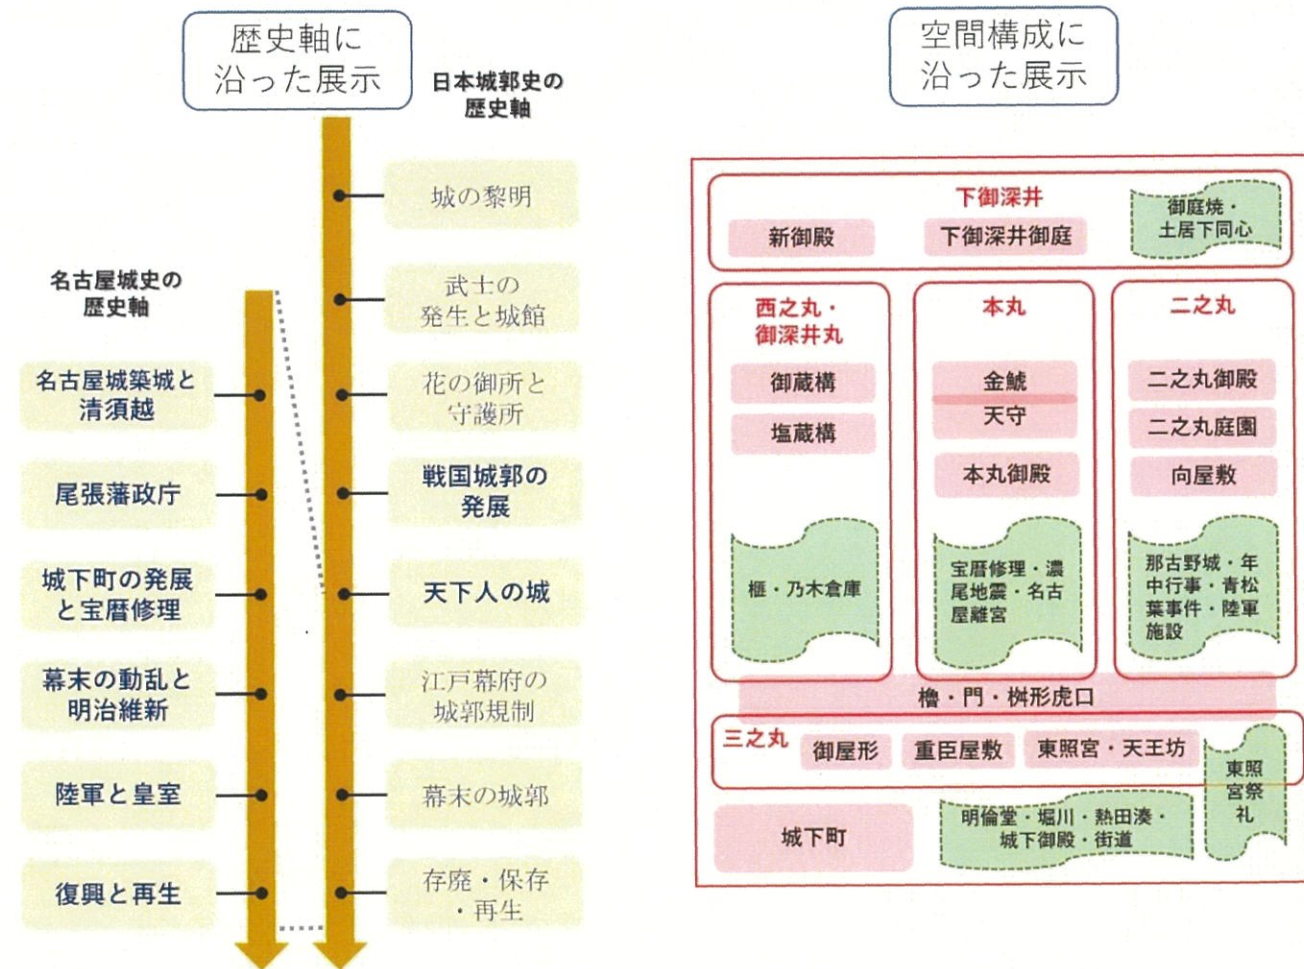 歴史軸に
沿った展示
日本城郭史の
歴史軸
城の黎明
武士の
発生と城館
花の御所と
守護所
戦国城郭の
発展
天下人の城
江戸幕府の
城郭規制
幕末の城郭
存廃・保存
・再生
名古屋城史の
歴史軸
名古屋城築城と
清須越
尾張藩政庁
城下町の発展
と宝暦修理
幕末の動乱と
明治維新
陸軍と皇室
復興と再生
空間構成に
沿った展示
下御深井
新御殿
下御深井御庭
御庭焼・
土居下同心
西之丸・
御深井丸
御蔵構
塩蔵構
櫃・乃木倉庫
本丸
金鯱
天守
本丸御殿
宝暦修理・濃
尾地震・名古
屋離宮
二之丸
二之丸御殿
二之丸庭園
向屋敷
那古野城・年
中行事・青松
葉事件・陸軍
施設
櫓・門・桝形虎口
三之丸
御屋形
重臣屋敷
東照宮・天王坊
東照
宮祭
礼
城下町
明倫堂・堀川・熱田湊・
城下御殿・街道